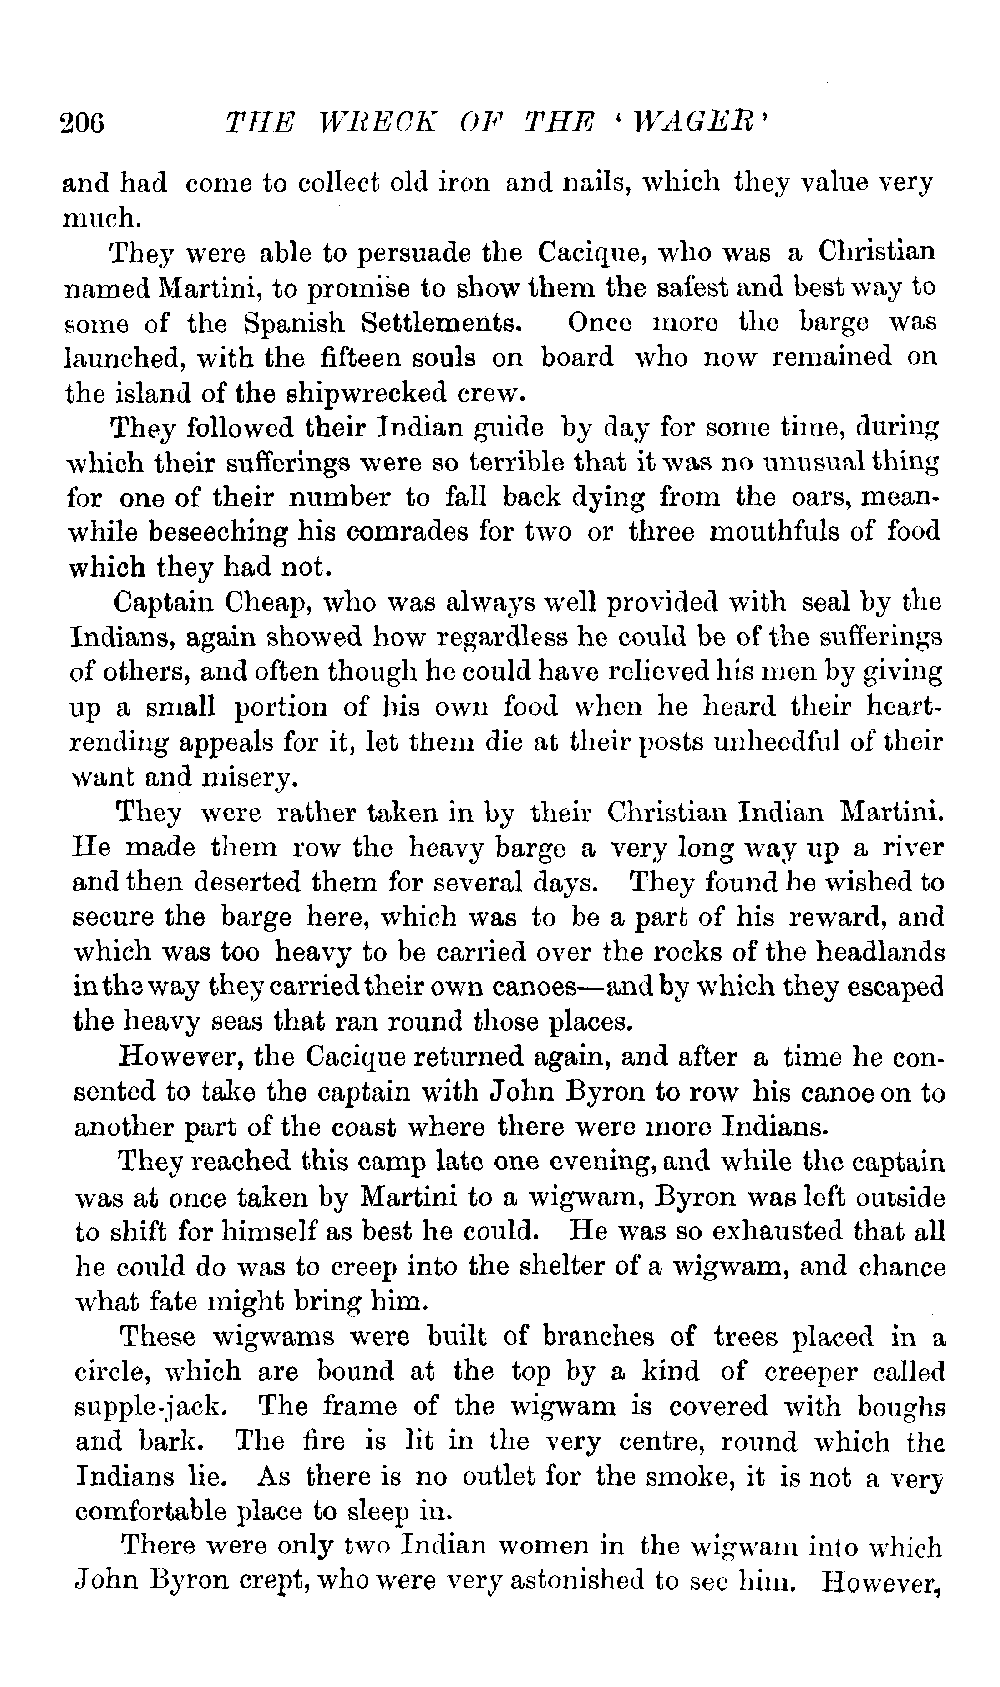 206 THE WRECK OF THE ‘ WAGER’
and had come to collect old iron and nails, which they value very
much.
They were able to persuade the Cacique, who was a Christian
named Martini, to promise to show them the safest and best way to
some of the Spanish Settlements. Once more the barge was
launched, with the fifteen souls on board who now remained on
the island of the shipwrecked crew.
They followed their Indian guide by day for some time, during
which their sufferings were so terrible that it was no unusual thing
for one of their number to fall back dying from the oars, mean-
while beseeching his comrades for two or three mouthfuls of food
which they had not.
Captain Cheap, who was always well provided with seal by the
Indians, again showed how regardless he could be of the sufferings
of others, and often though he could have relieved his men by giving
up a small portion of his own food when he heard their heart-
rending appeals for it, let them die at their posts unheedful of their
want and misery.
They were rather taken in by their Christian Indian Martini.
He made them row the heavy barge a very long way up a river
and then deserted them for several days. They found he wished to
secure the barge here, which was to be a part of his reward, and
which was too heavy to be carried over the rocks of the headlands
in the way they carried their own canoes—and by which they escaped
the heavy seas that ran round those places.
However, the Cacique returned again, and after a time he con-
sented to take the captain with John Byron to row his canoe on to
another part of the coast where there were more Indians.
They reached this camp late one evening, and while the captain
was at once taken by Martini to a wigwam, Byron was left outside
to shift for himself as best he could. He was so exhausted that all
he could do was to creep into the shelter of a wigwam, and chance
what fate might bring him.
These wigwams were built of branches of trees placed in a
circle, which are bound at the top by a kind of creeper called
supple-jack. The frame of the wigwam is covered with boughs
and bark. The fire is lit in the very centre, round which the
Indians lie. As there is no outlet for the smoke, it is not a very
comfortable place to sleep in.
There were only two Indian women in the wigwam into which
John Byron crept, who were very astonished to see him. However,